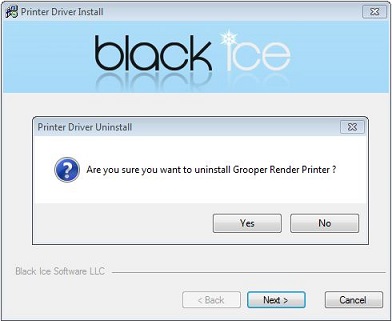 Printer Driver Install
black ice
Printer Driver Uninstall
Are you sure you want to uninstall Grooper Render Printer ?
Yes No
Black Ice Software LLC
< Back Next > Cancel